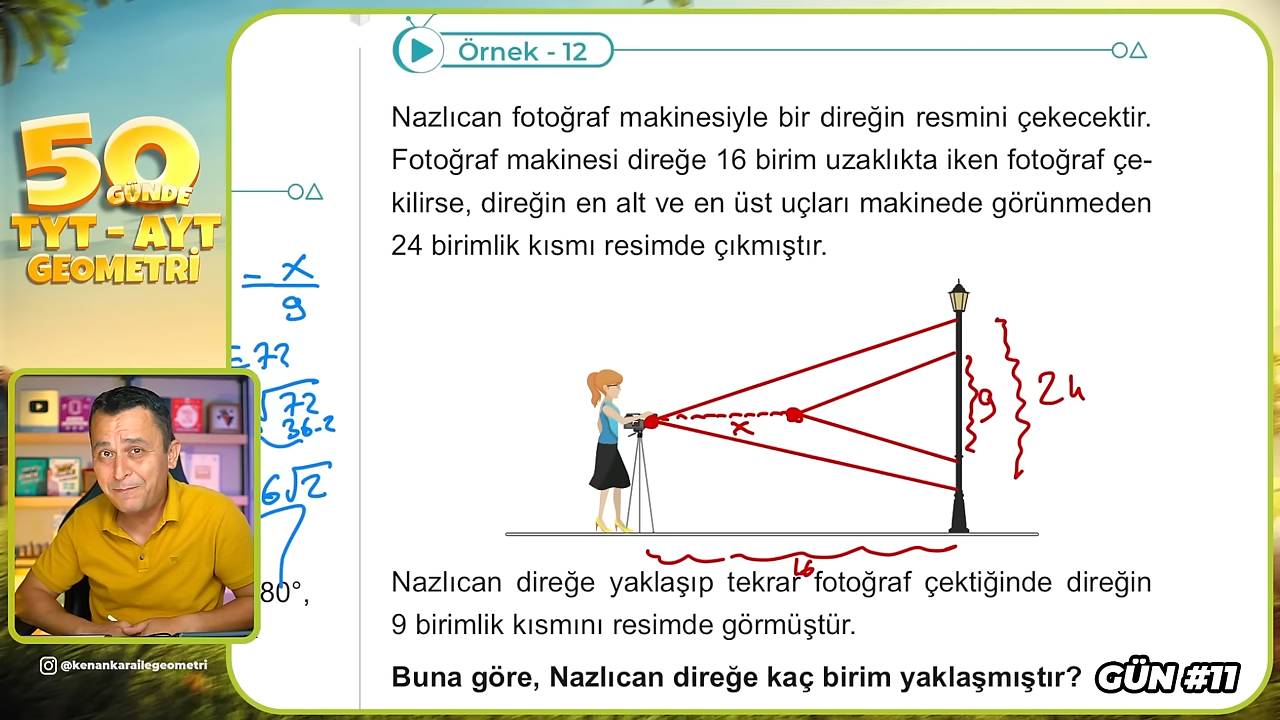 50
GÜNDE
TYT - AYT
GEOMETRİ
Örnek - 12
Nazlıcan fotoğraf makinesiyle bir direğin resmini çekecektir.
Fotoğraf makinesi direğe 16 birim uzaklıkta iken fotoğraf çe-
kilirse, direğin en alt ve en üst uçları makinede görünmeden
24 birimlik kısmı resimde çıkmıştır.
= x
9
= 72
√72
36.2
6√2
80°,
x
9
24
16
Nazlıcan direğe yaklaşıp tekrar fotoğraf çektiğinde direğin
9 birimlik kısmını resimde görmüştür.
Buna göre, Nazlıcan direğe kaç birim yaklaşmıştır?
GÜN #11
@kenankarailegeometri